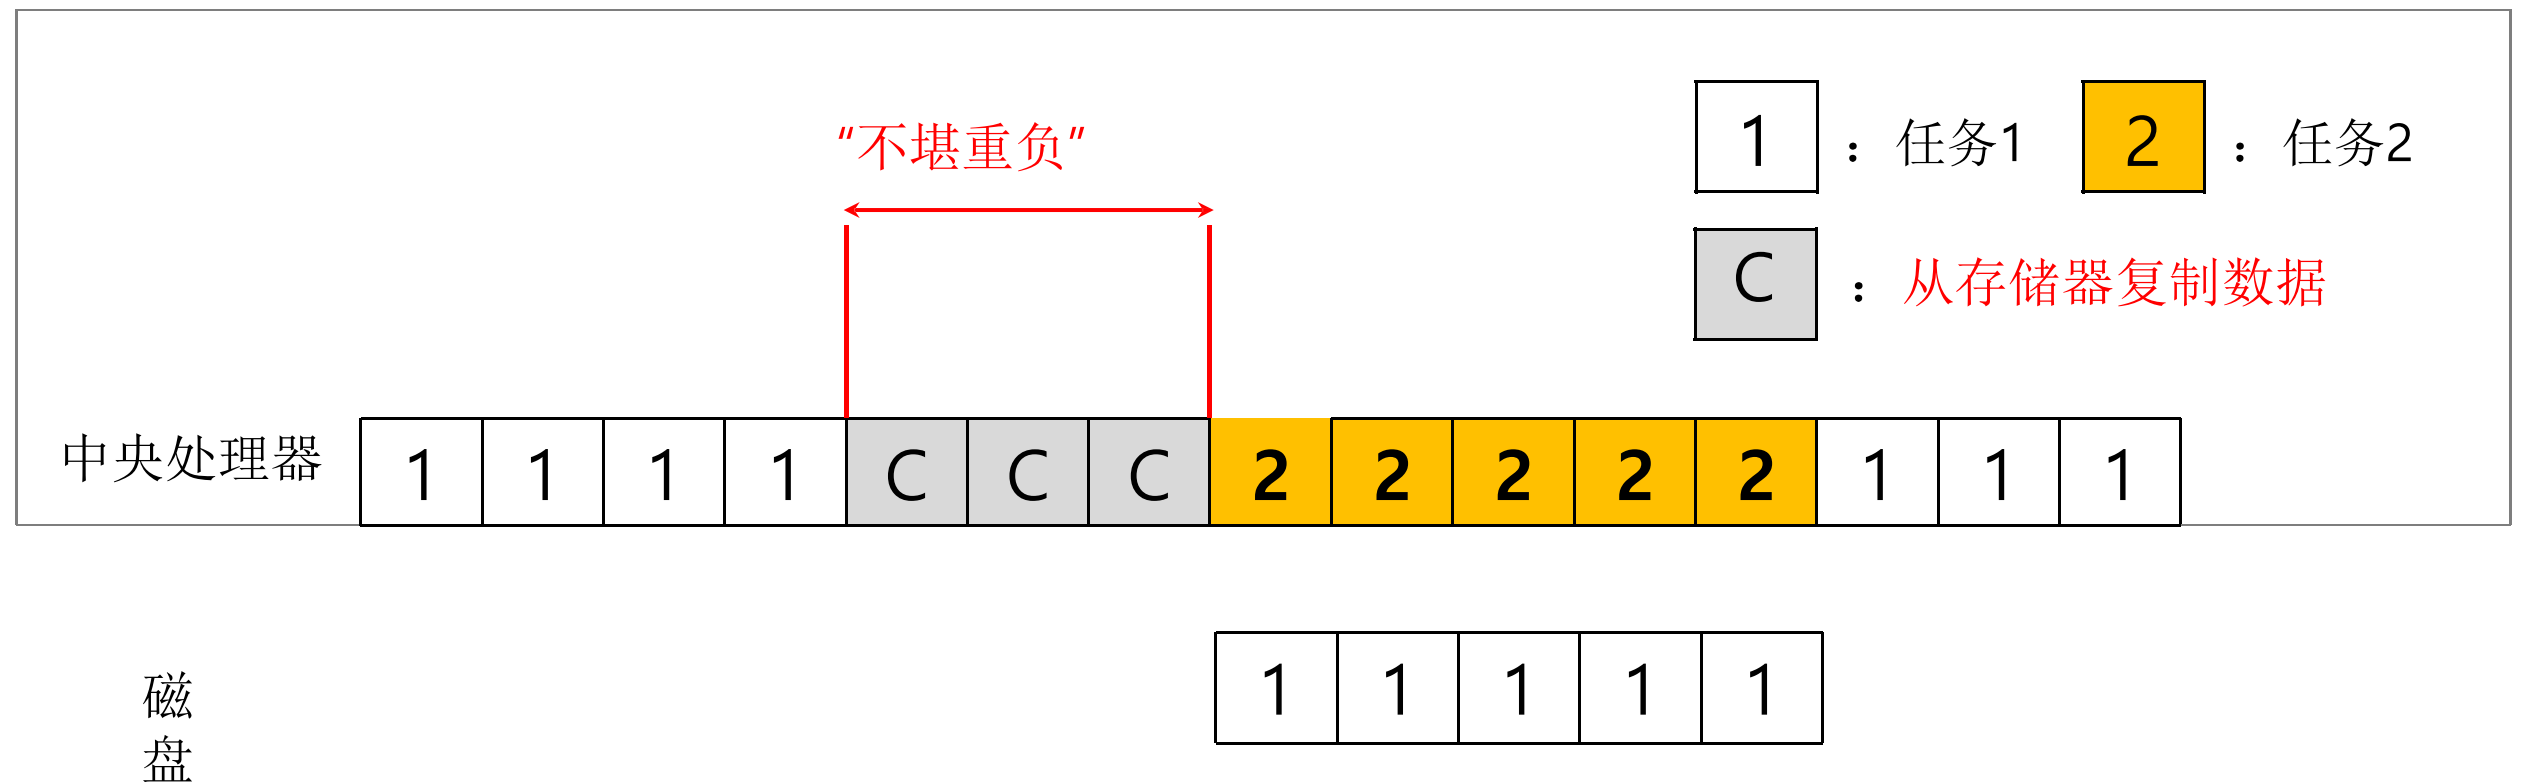 “不堪重负”
1 ：任务1 2 ：任务2
C ：从存储器复制数据
中央处理器 1 1 1 1 C C C 2 2 2 2 2 1 1 1
1 1 1 1 1
磁
盘